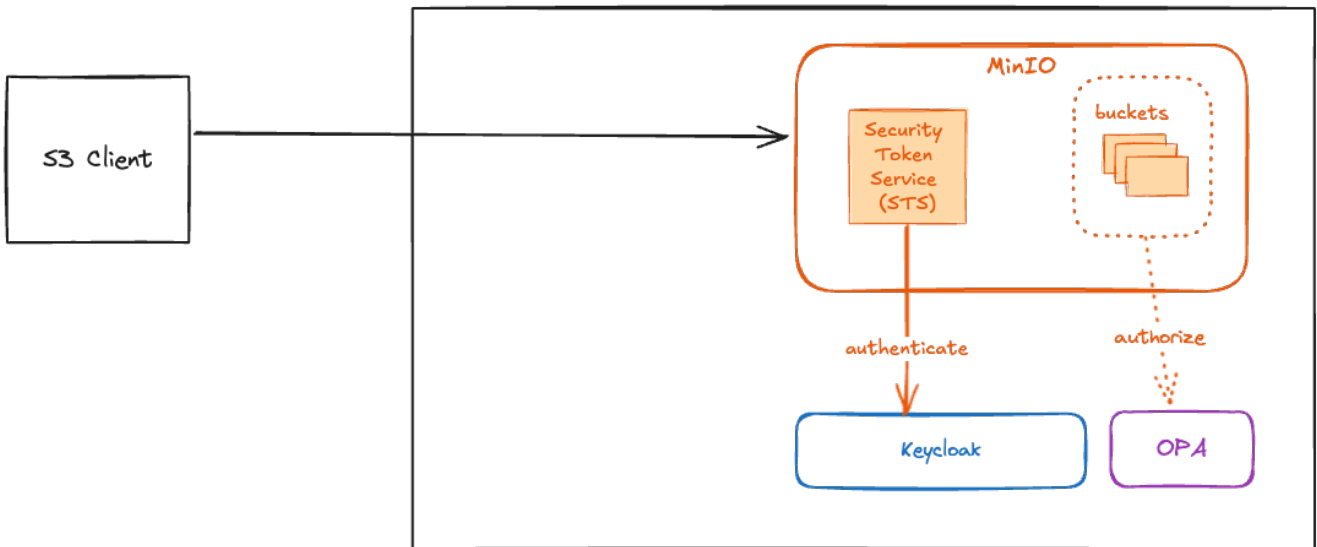 MinIO
buckets
Security
Token
Service
(STS)
S3 Client
authenticate
authorize
Keycloak
OPA